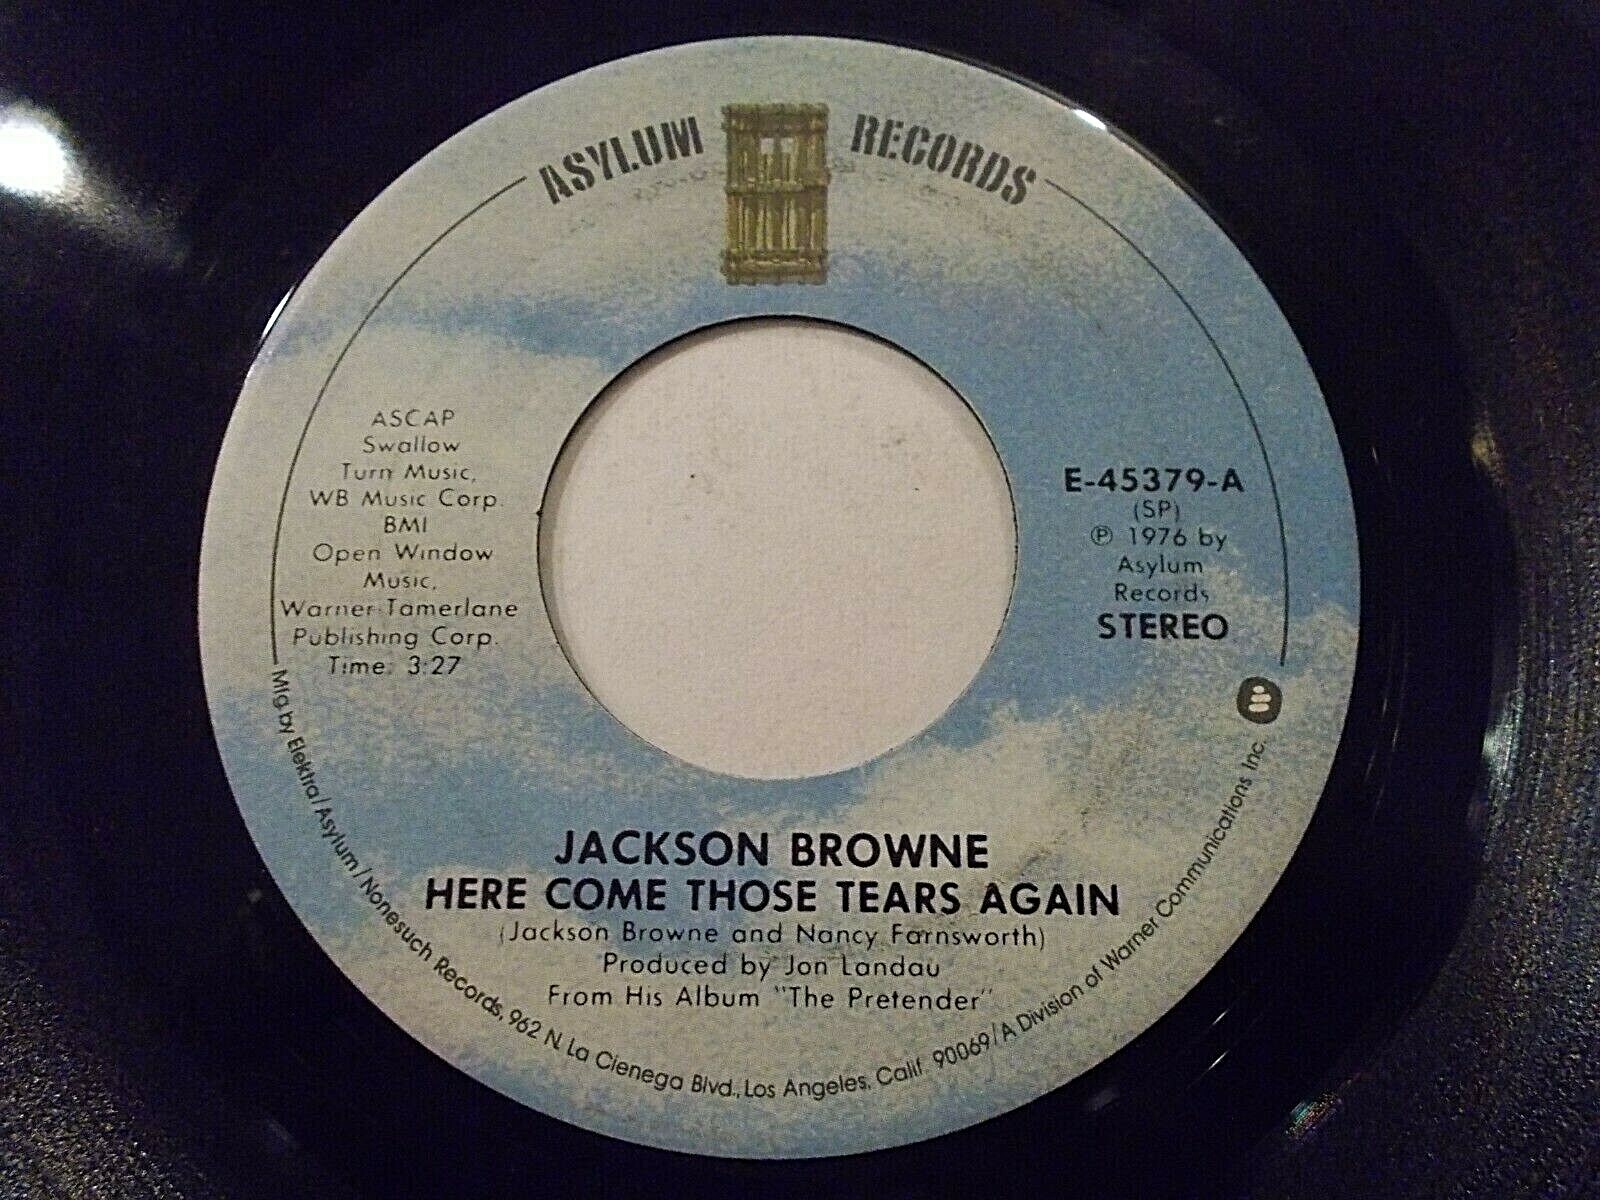 ASYLUM RECORDS
ASCAP
Swallow
Turn Music,
WB Music Corp.
BMI
Open Window
Music,
Warner-Tamerlane
Publishing Corp.
Time: 3:27
E-45379-A
(SP)
℗ 1976 by
Asylum
Records
STEREO
JACKSON BROWNE
HERE COME THOSE TEARS AGAIN
(Jackson Browne and Nancy Farnsworth)
Produced by Jon Landau
From His Album "The Pretender"
Mfg by Elektra/Asylum/Nonesuch Records, 962 N. La Cienega Blvd., Los Angeles, Calif. 90069/A Division of Warner Communications Inc.